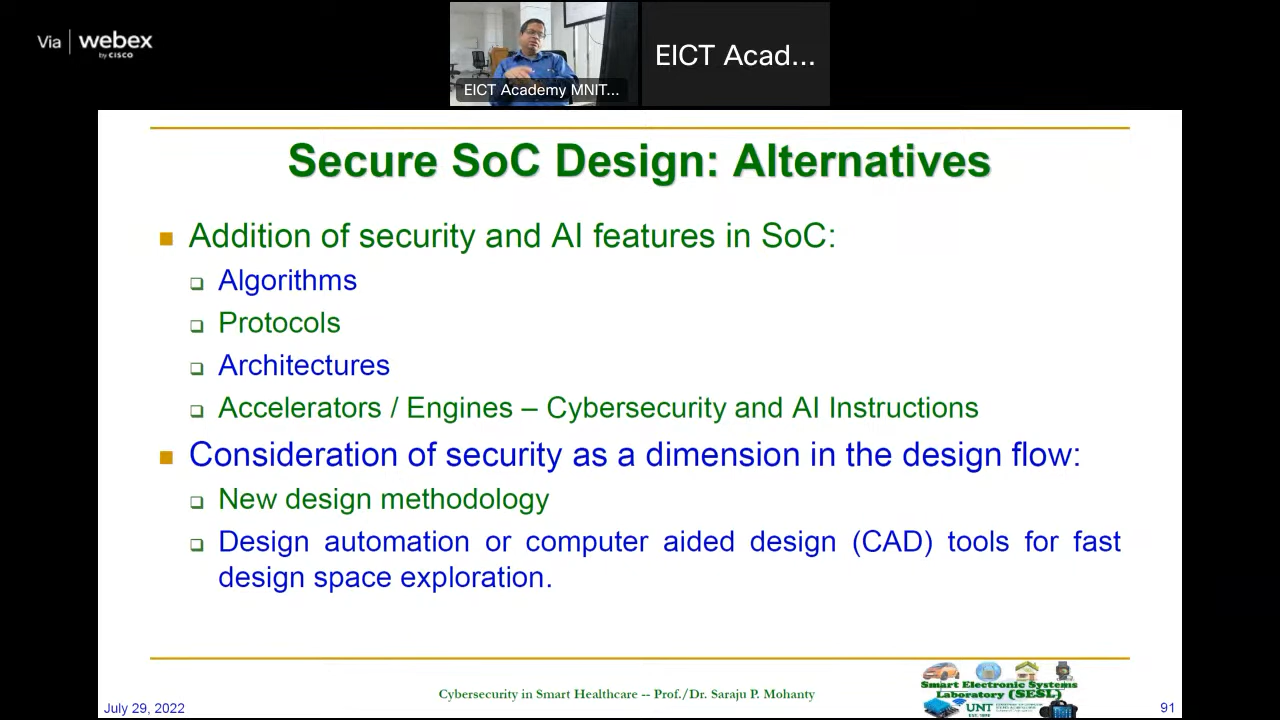 Via webex
by CISCO
EICT Academy MNIT...
EICT Acad...
Secure SoC Design: Alternatives
Addition of security and AI features in SoC:
Algorithms
Protocols
Architectures
Accelerators / Engines – Cybersecurity and AI Instructions
Consideration of security as a dimension in the design flow:
New design methodology
Design automation or computer aided design (CAD) tools for fast
design space exploration.
Smart Electronic Systems
Laboratory (SESL)
UNT
Cybersecurity in Smart Healthcare -- Prof./Dr. Saraju P. Mohanty
July 29, 2022
91